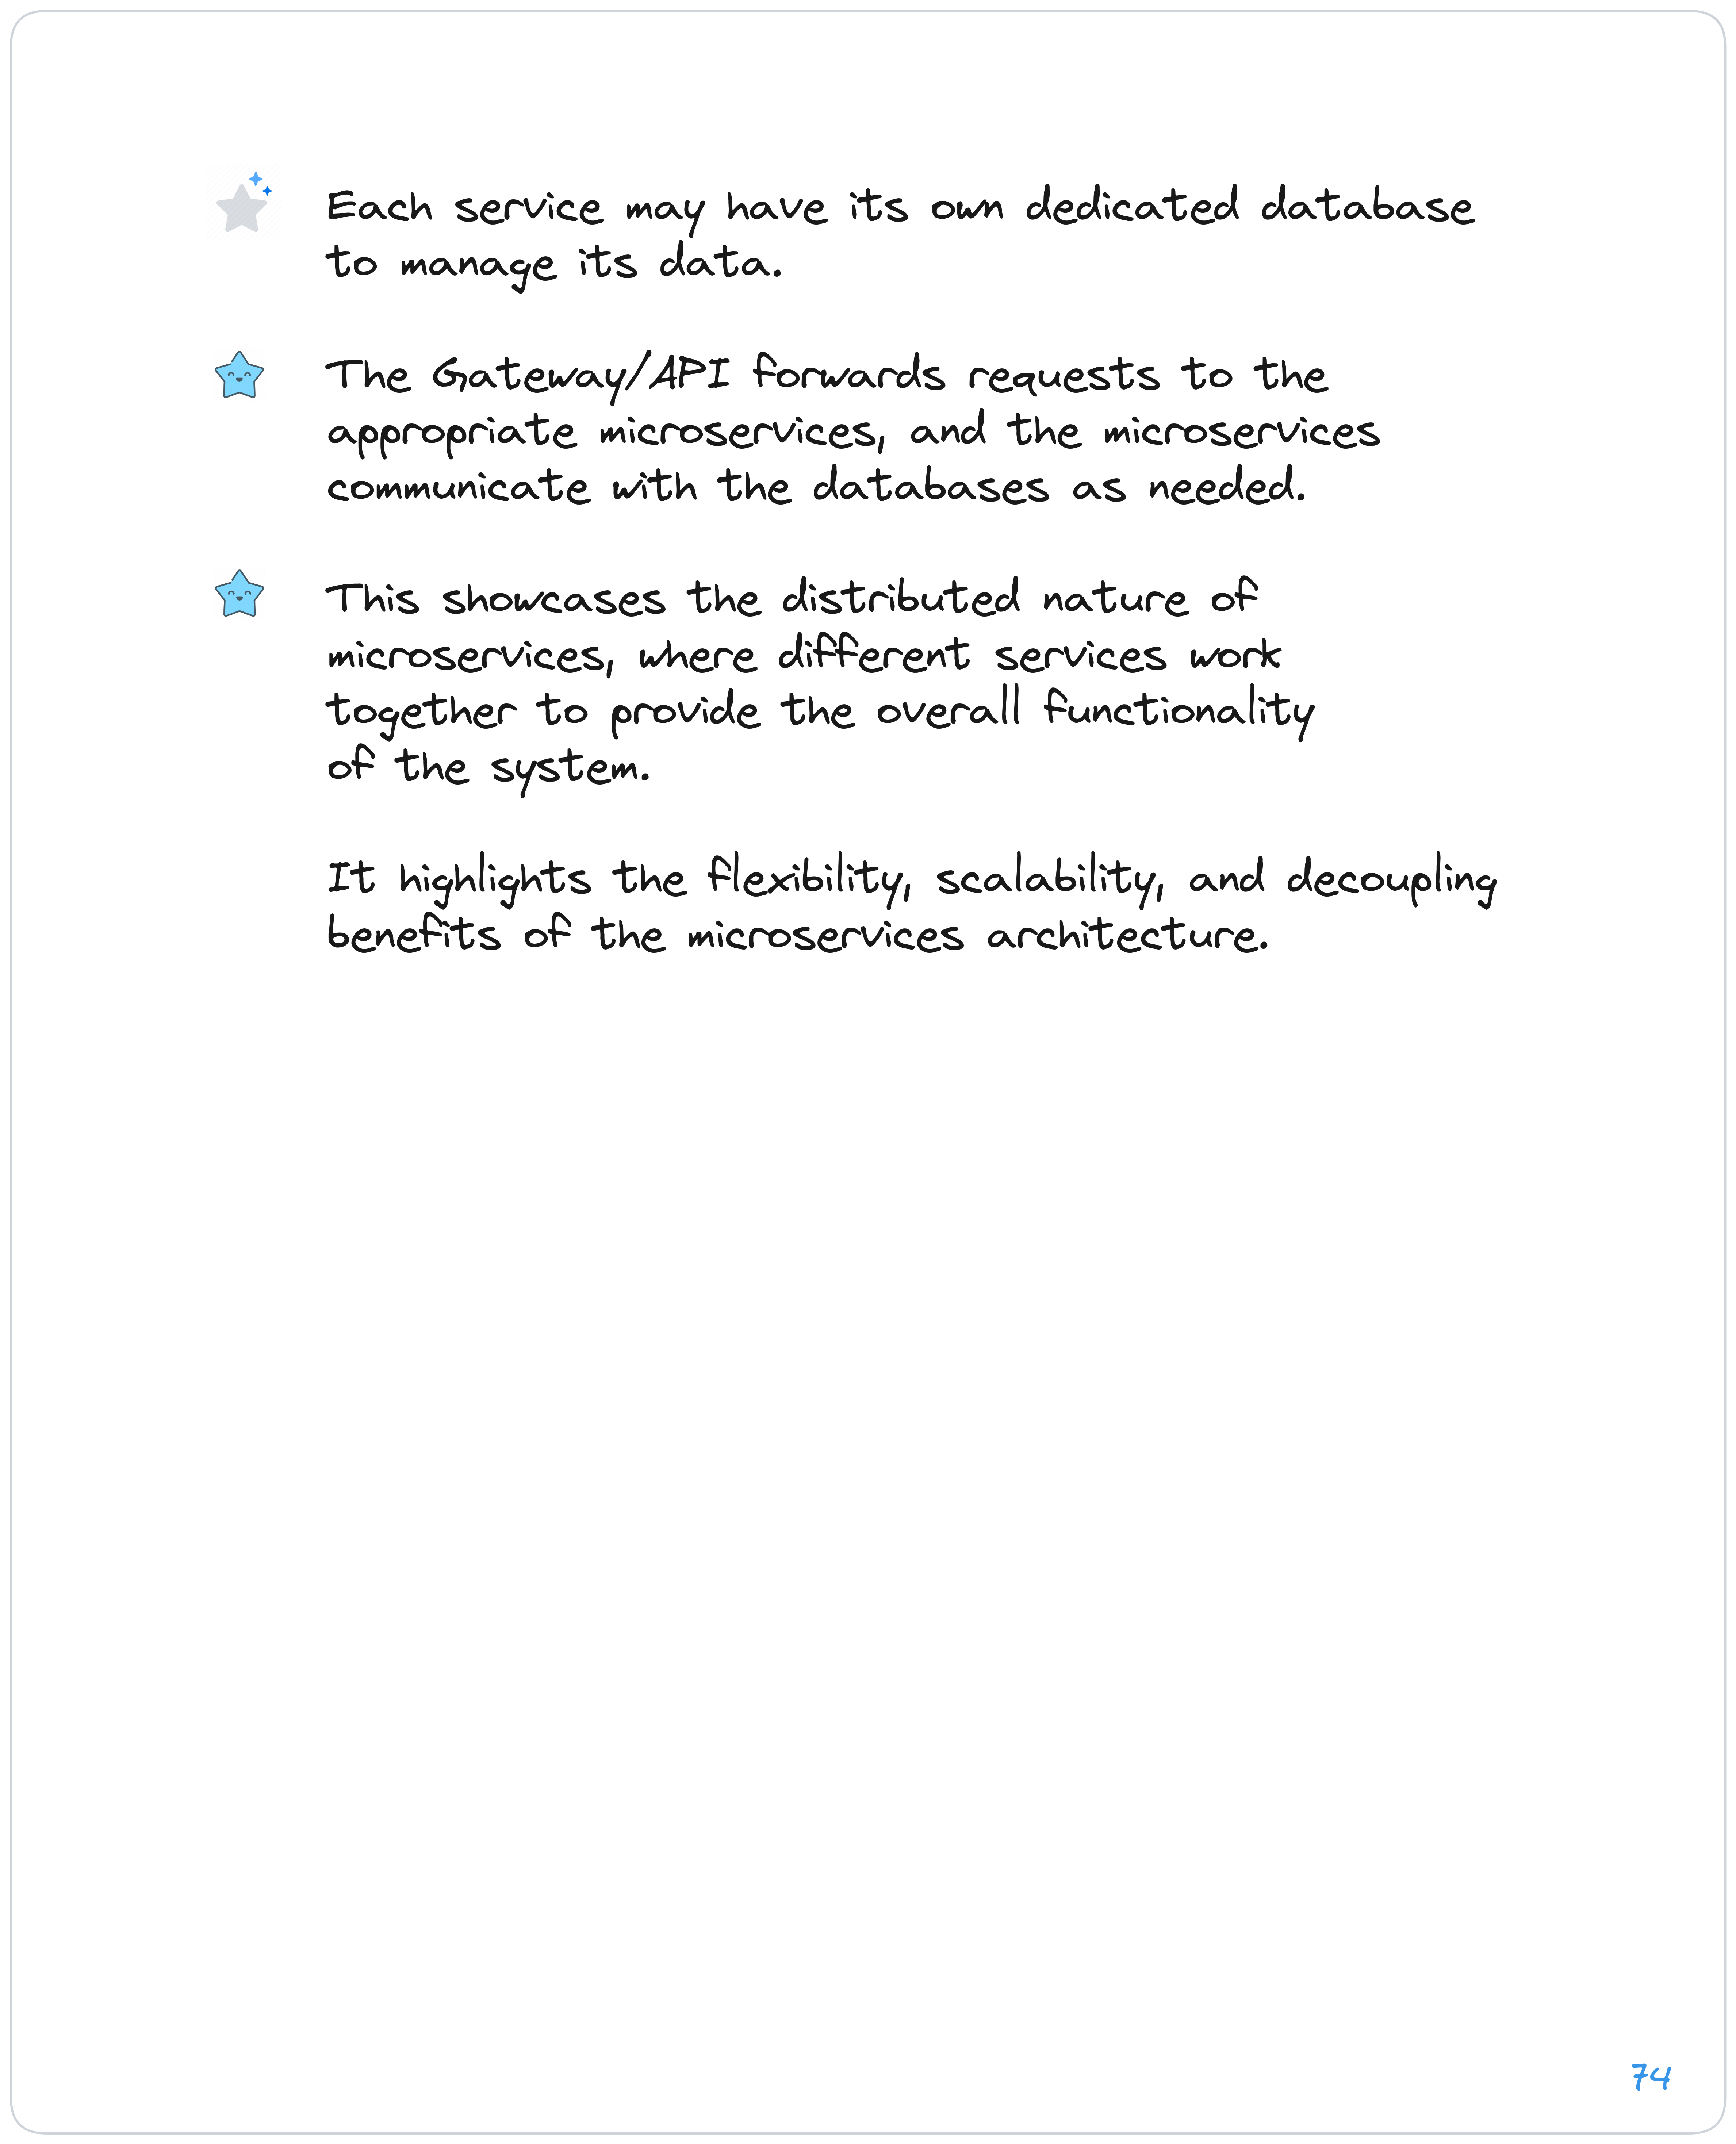 Each service may have its own dedicated database
to manage its data.
The Gateway/API forwards requests to the
appropriate microservices, and the microservices
communicate with the databases as needed.
This showcases the distributed nature of
microservices, where different services work
together to provide the overall functionality
of the system.
It highlights the flexibility, scalability, and decoupling
benefits of the microservices architecture.
74